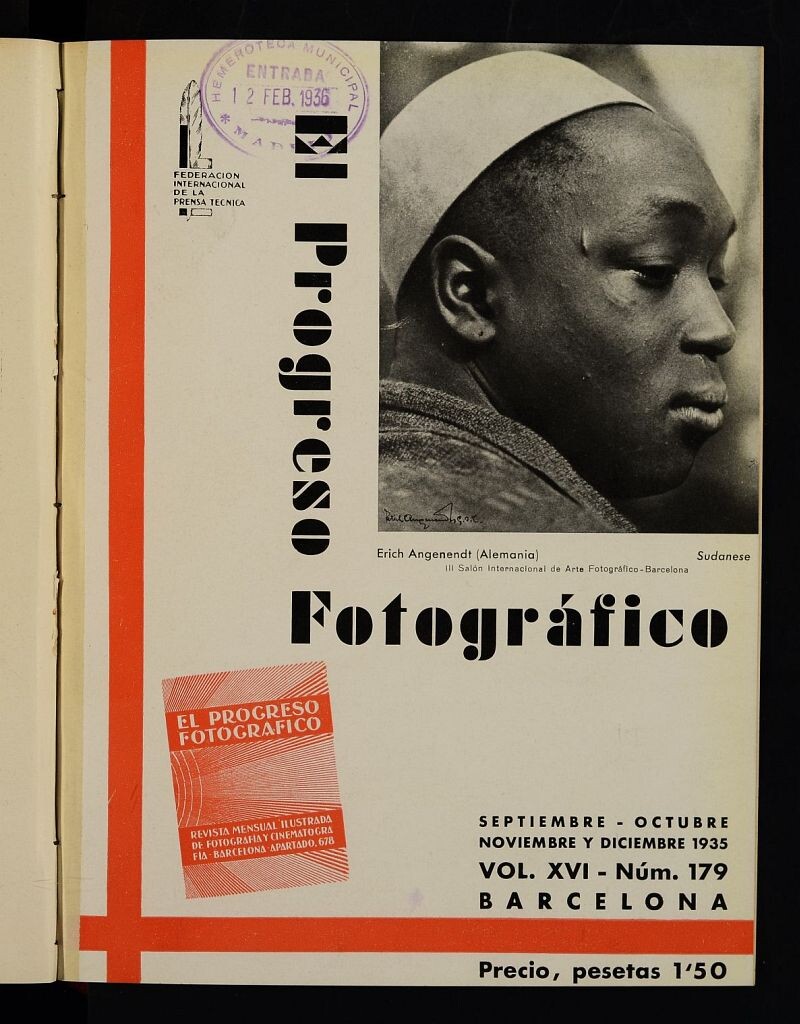 HEMEROTECA MUNICIPAL
ENTRADA
12 FEB. 1936
FEDERACION
INTERNACIONAL
DE LA
PRENSA TECNICA
El Progreso
Fotográfico
Erich Angenendt (Alemania)
Sudanese
III Salón Internacional de Arte Fotográfico - Barcelona
EL PROGRESO
FOTOGRAFICO
REVISTA MENSUAL ILUSTRADA
DE FOTOGRAFIA Y CINEMATOGRA
FIA - BARCELONA - APARTADO, 678
SEPTIEMBRE - OCTUBRE
NOVIEMBRE Y DICIEMBRE 1935
VOL. XVI - Núm. 179
BARCELONA
Precio, pesetas 1'50